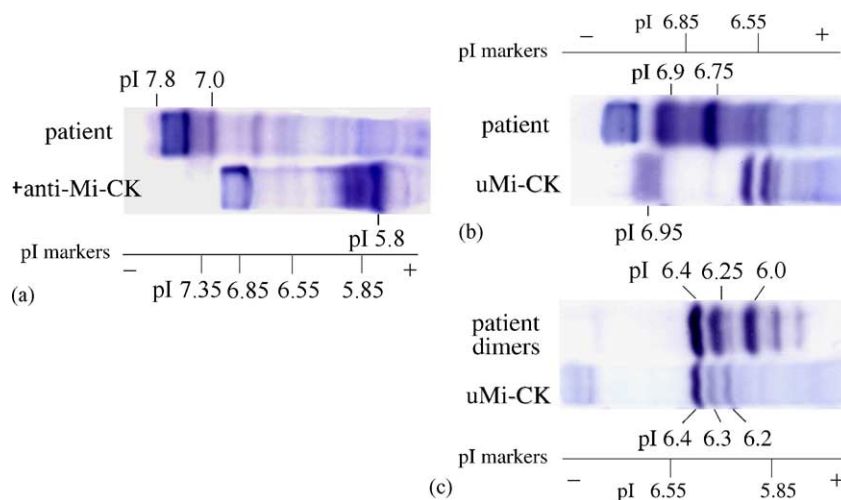 pI 7.8 7.0
patient
+anti-Mi-CK
pI 5.8
pI markers
− +
pI 7.35 6.85 6.55 5.85
(a)
pI 6.85 6.55
− +
pI markers
pI 6.9 6.75
patient
uMi-CK
pI 6.95
(b)
pI 6.4 6.25 6.0
patient
dimers
uMi-CK
pI 6.4 6.3 6.2
pI markers
− +
pI 6.55 5.85
(c)